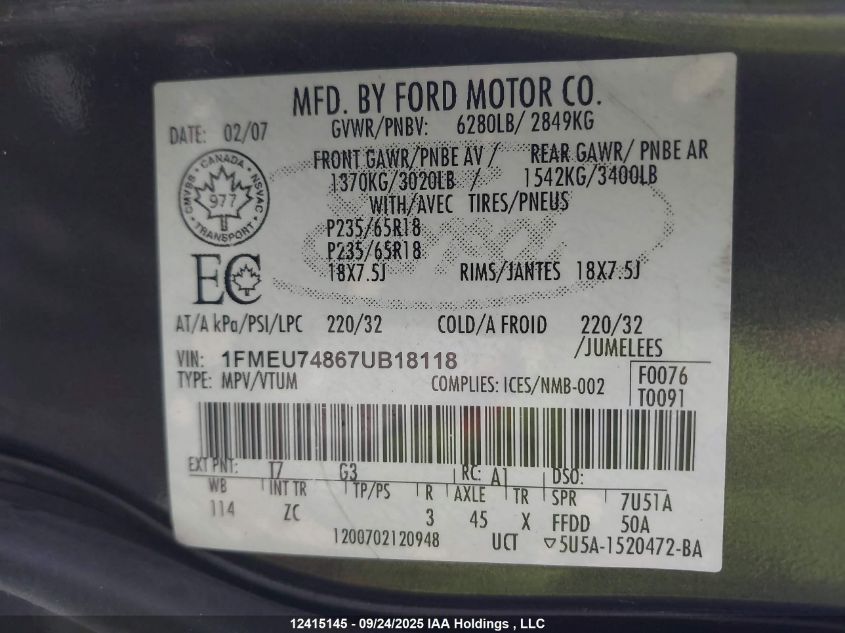 MFD. BY FORD MOTOR CO.
DATE: 02/07 GVWR/PNBV: 6280LB/ 2849KG
FRONT GAWR/PNBE AV / REAR GAWR/ PNBE AR
1370KG/3020LB / 1542KG/3400LB
WITH/AVEC TIRES/PNEUS
P235/65R18
P235/65R18
18X7.5J RIMS/JANTES 18X7.5J
CANADA
CMVSS NSVAC
977
TRANSPORT
EC
AT/A kPa/PSI/LPC 220/32 COLD/A FROID 220/32
/JUMELEES
VIN: 1FMEU74867UB18118
TYPE: MPV/VTUM COMPLIES: ICES/NMB-002 F0076
T0091
EXT PNT: T7 G3 RC: A1 DSO:
WB INT TR TP/PS R AXLE TR SPR 7U51A
114 ZC 3 45 X FFDD 50A
1200702120948 UCT ▽5U5A-1520472-BA
12415145 - 09/24/2025 IAA Holdings , LLC